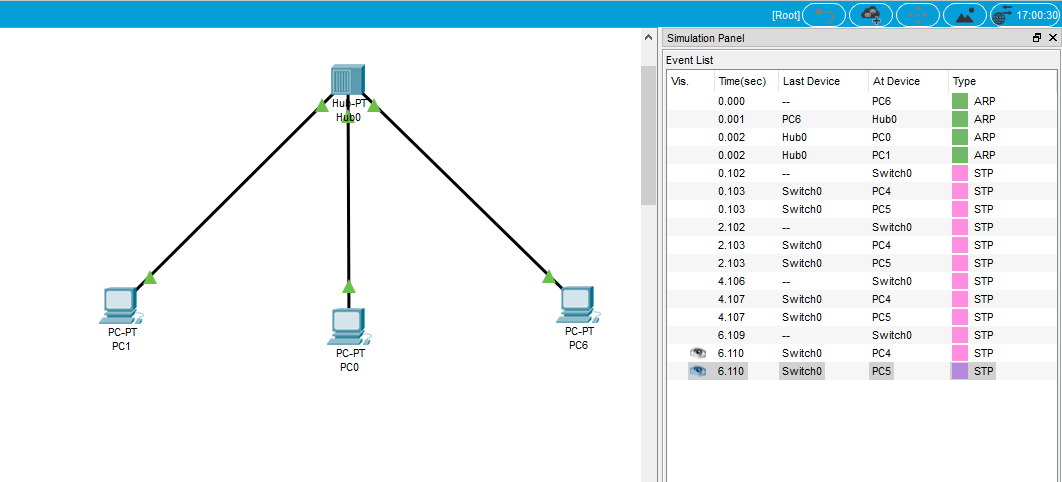 [Root] 17:00:30
Simulation Panel
Event List
Vis. Time(sec) Last Device At Device Type
0.000 -- PC6 ARP
0.001 PC6 Hub0 ARP
0.002 Hub0 PC0 ARP
0.002 Hub0 PC1 ARP
0.102 -- Switch0 STP
0.103 Switch0 PC4 STP
0.103 Switch0 PC5 STP
2.102 -- Switch0 STP
2.103 Switch0 PC4 STP
2.103 Switch0 PC5 STP
4.106 -- Switch0 STP
4.107 Switch0 PC4 STP
4.107 Switch0 PC5 STP
6.109 -- Switch0 STP
6.110 Switch0 PC4 STP
6.110 Switch0 PC5 STP
Hub-PT
Hub0
PC-PT
PC1
PC-PT
PC0
PC-PT
PC6